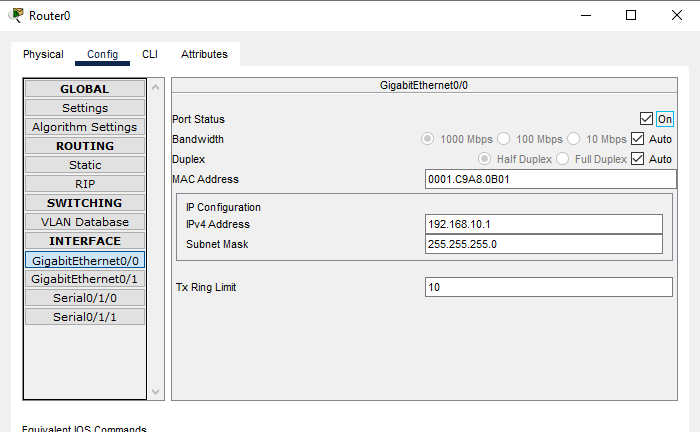 Router0
Physical Config CLI Attributes
GLOBAL
Settings
Algorithm Settings
ROUTING
Static
RIP
SWITCHING
VLAN Database
INTERFACE
GigabitEthernet0/0
GigabitEthernet0/1
Serial0/1/0
Serial0/1/1
GigabitEthernet0/0
Port Status On
Bandwidth 1000 Mbps 100 Mbps 10 Mbps Auto
Duplex Half Duplex Full Duplex Auto
MAC Address 0001.C9A8.0B01
IP Configuration
IPv4 Address 192.168.10.1
Subnet Mask 255.255.255.0
Tx Ring Limit 10
Equivalent IOS Commands